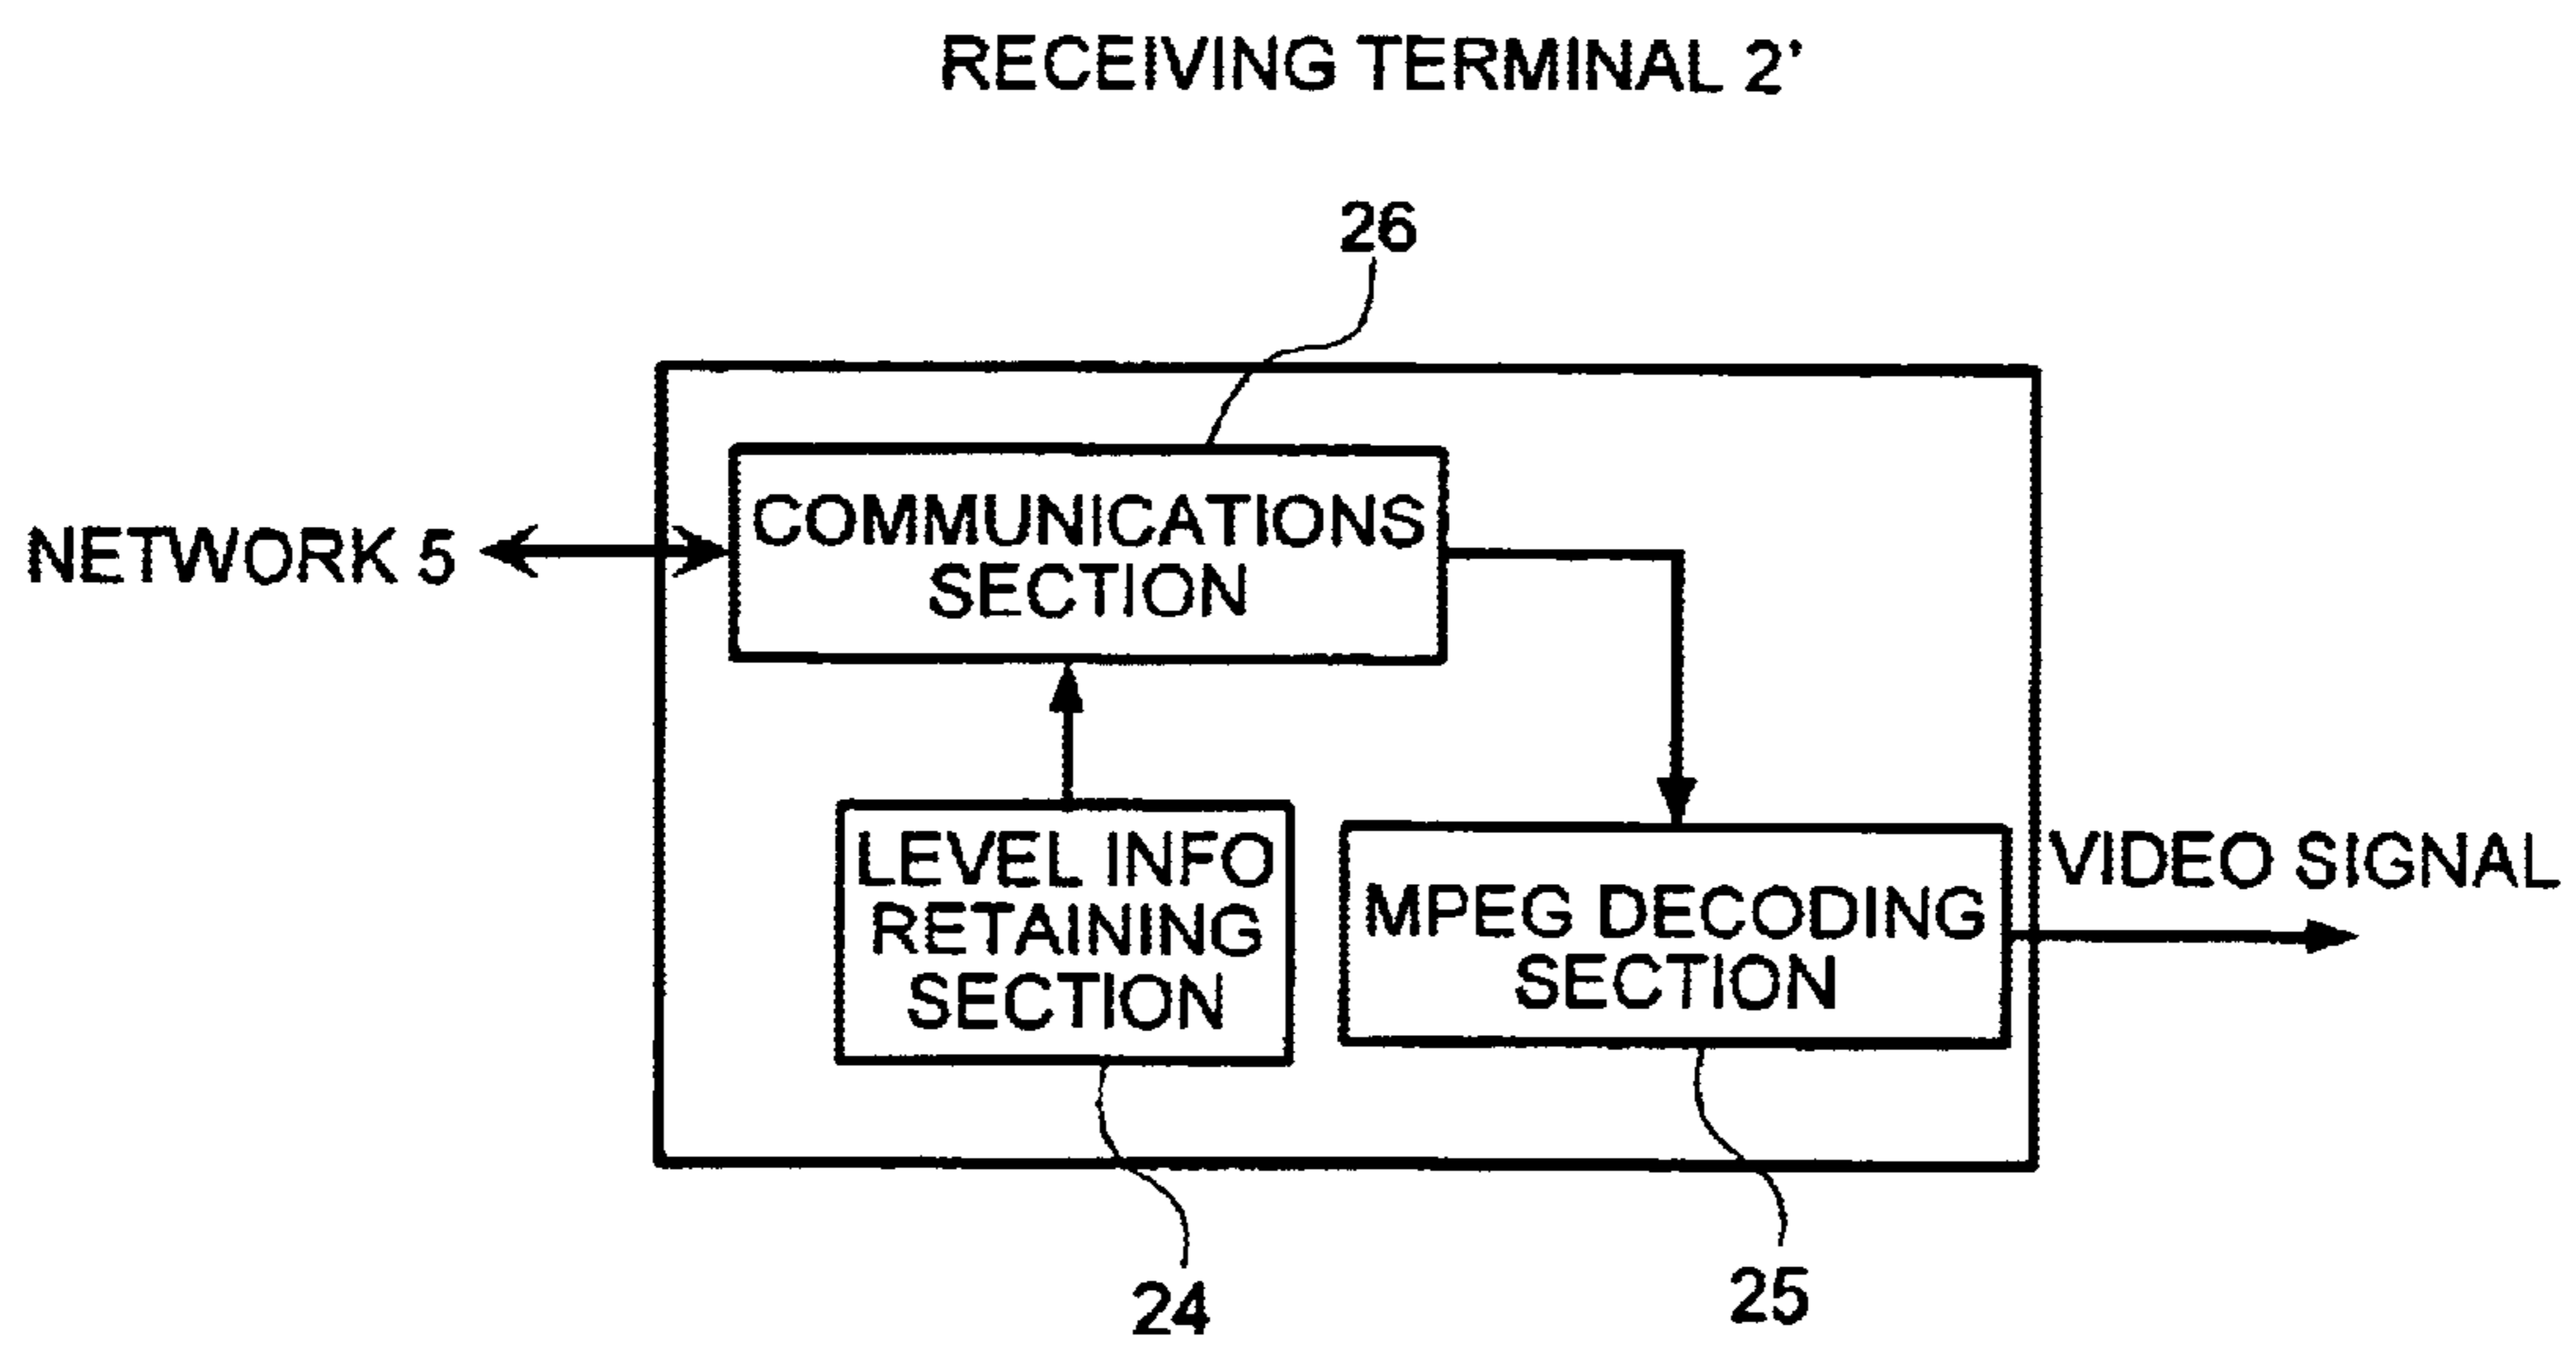 RECEIVING TERMINAL 2'
26
NETWORK 5
COMMUNICATIONS
SECTION
LEVEL INFO
RETAINING
SECTION
MPEG DECODING
SECTION
VIDEO SIGNAL
24
25